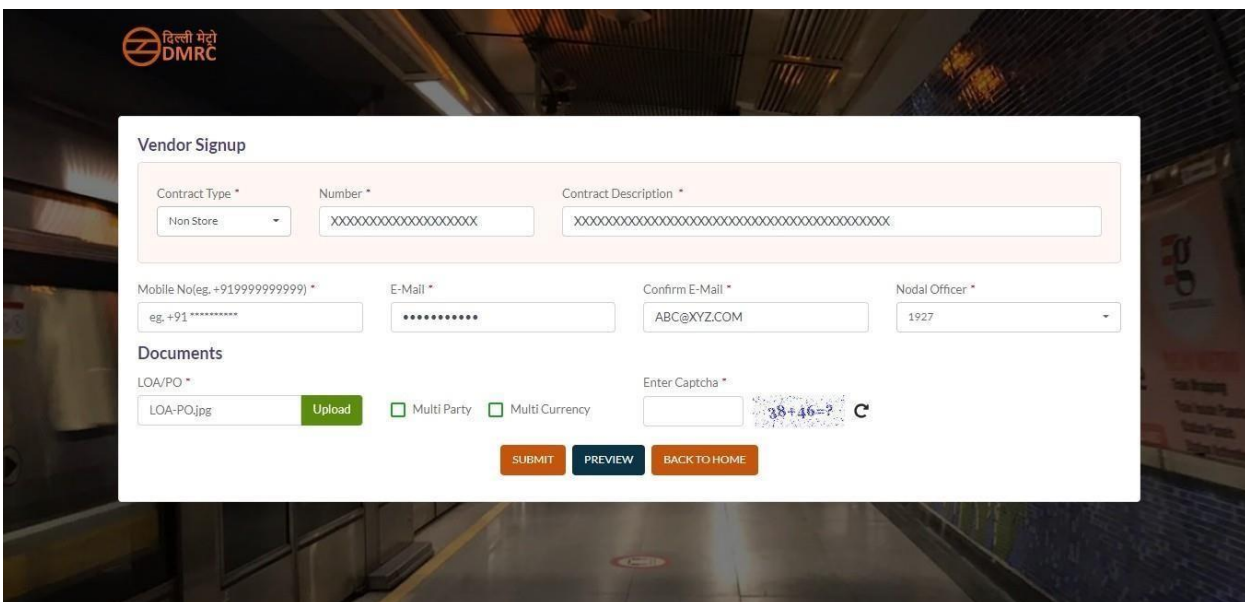 दिल्ली मेट्रो
DMRC
Vendor Signup
Contract Type * Number * Contract Description *
Non Store XXXXXXXXXXXXXXXXXXX XXXXXXXXXXXXXXXXXXXXXXXXXXXXXXXXXXXXXXXXX
Mobile No(eg. +919999999999) * E-Mail * Confirm E-Mail * Nodal Officer *
eg. +91 ********** ●●●●●●●●●●● ABC@XYZ.COM 1927
Documents
LOA/PO * Enter Captcha *
LOA-PO.jpg Upload Multi Party Multi Currency 38+46=?
SUBMIT PREVIEW BACK TO HOME